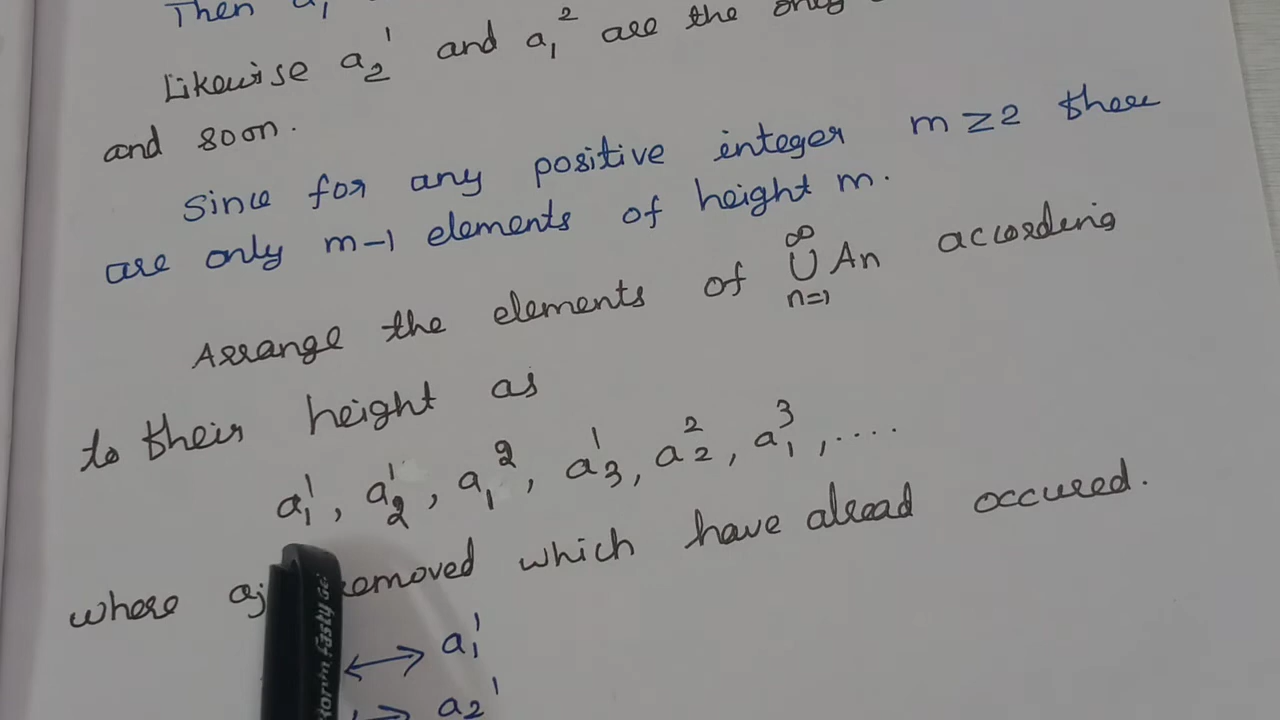 Then a₁
Likewise a₂¹ and a₁² are the only
and soon.
Since for any positive integer m ≥ 2 there
are only m-1 elements of height m.
Arrange the elements of ∞⋃n=1 An according
to their height as
a₁¹, a₂¹, a₁², a₃¹, a₂², a₁³, ....
where aj removed which have alread occured.
↔ a₁¹
a₂¹